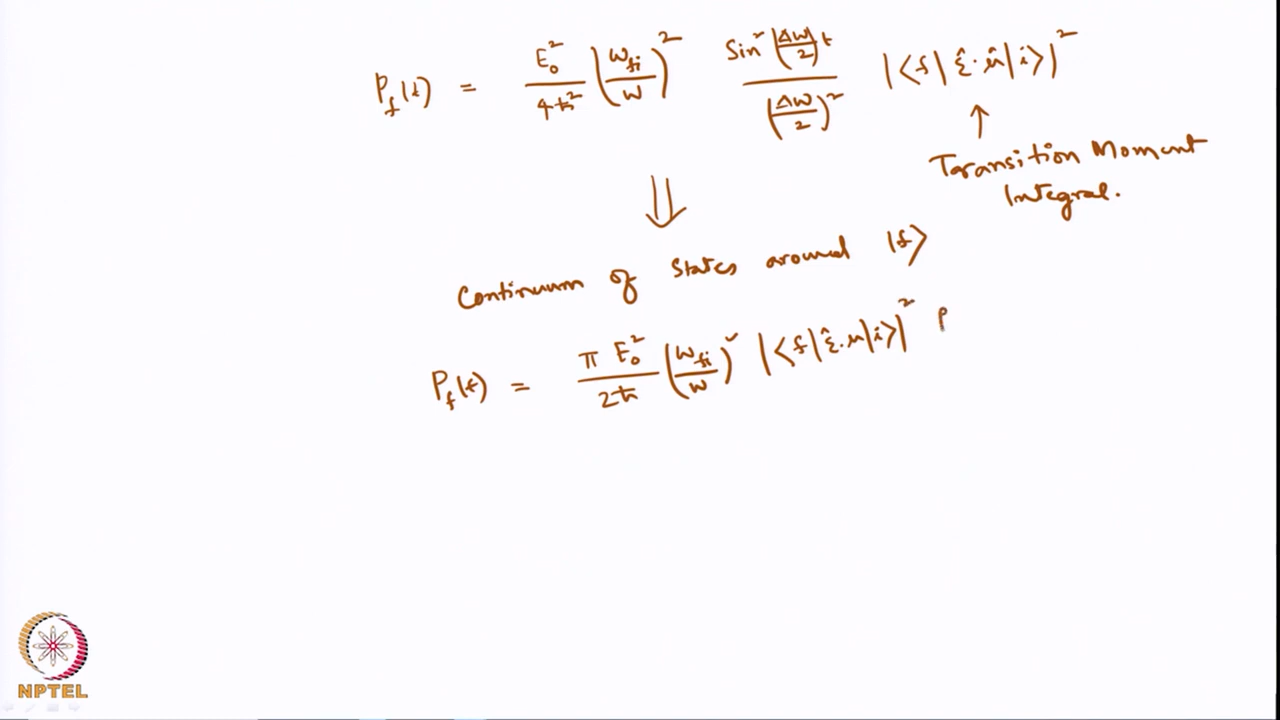 P_f(t) = E_0^2 / 4ħ^2 (ω_fi / ω)^2 Sin^2 (Δω/2)t / (Δω/2)^2 |<f| ε̂·μ̂ |i>|^2
↑
Transition Moment
Integral.
⇓
Continuum of States around |f>
P_f(t) = π E_0^2 / 2ħ (ω_fi / ω)^2 |<f| ε̂·μ |i>|^2
NPTEL